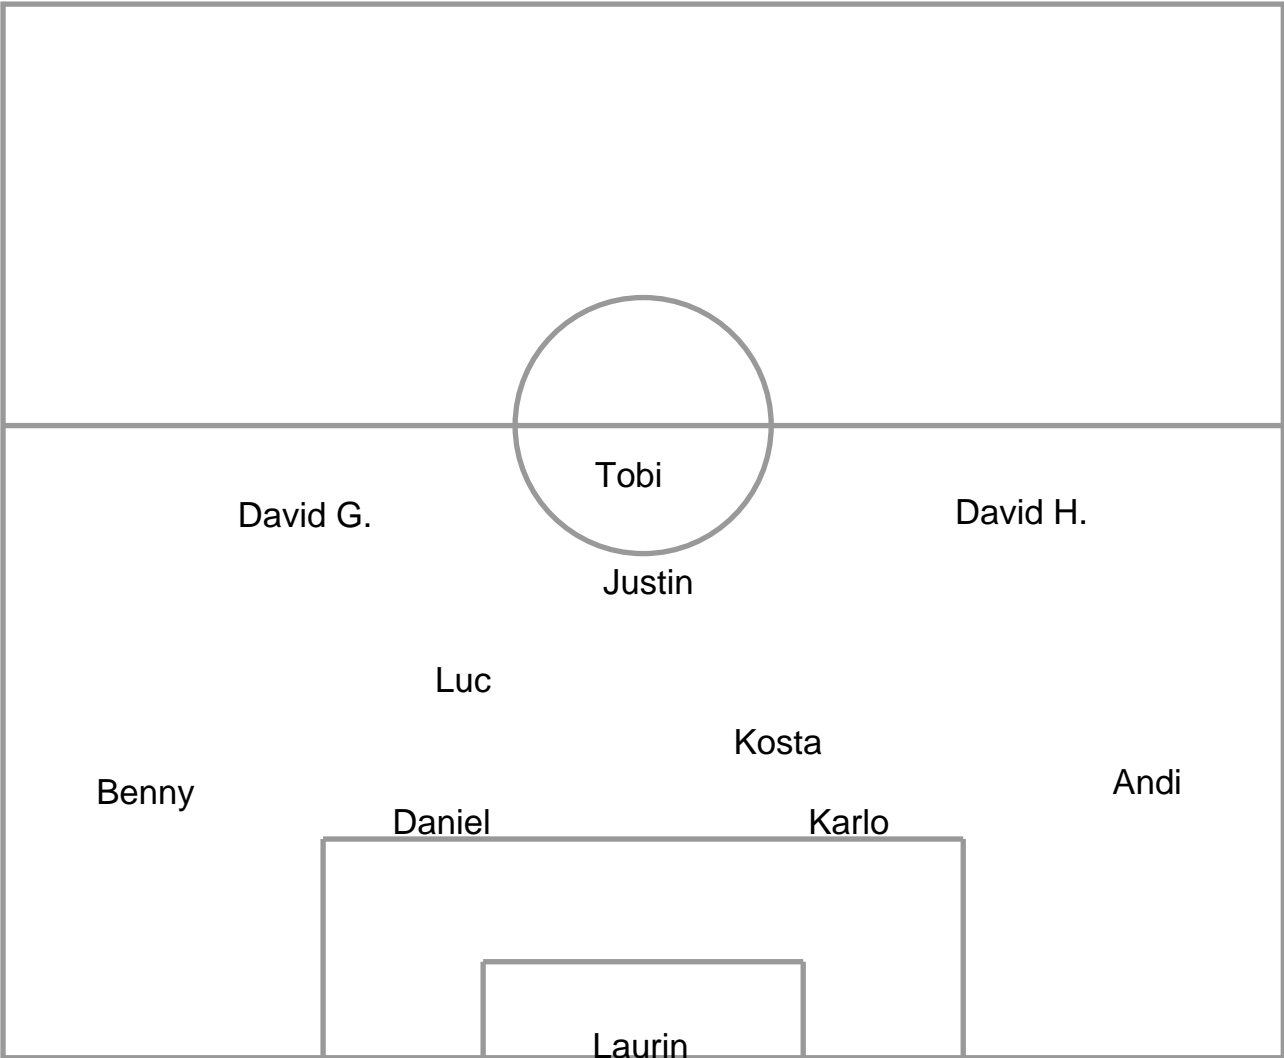 Tobi
David G.
David H.
Justin
Luc
Kosta
Andi
Benny
Daniel
Karlo
Laurin